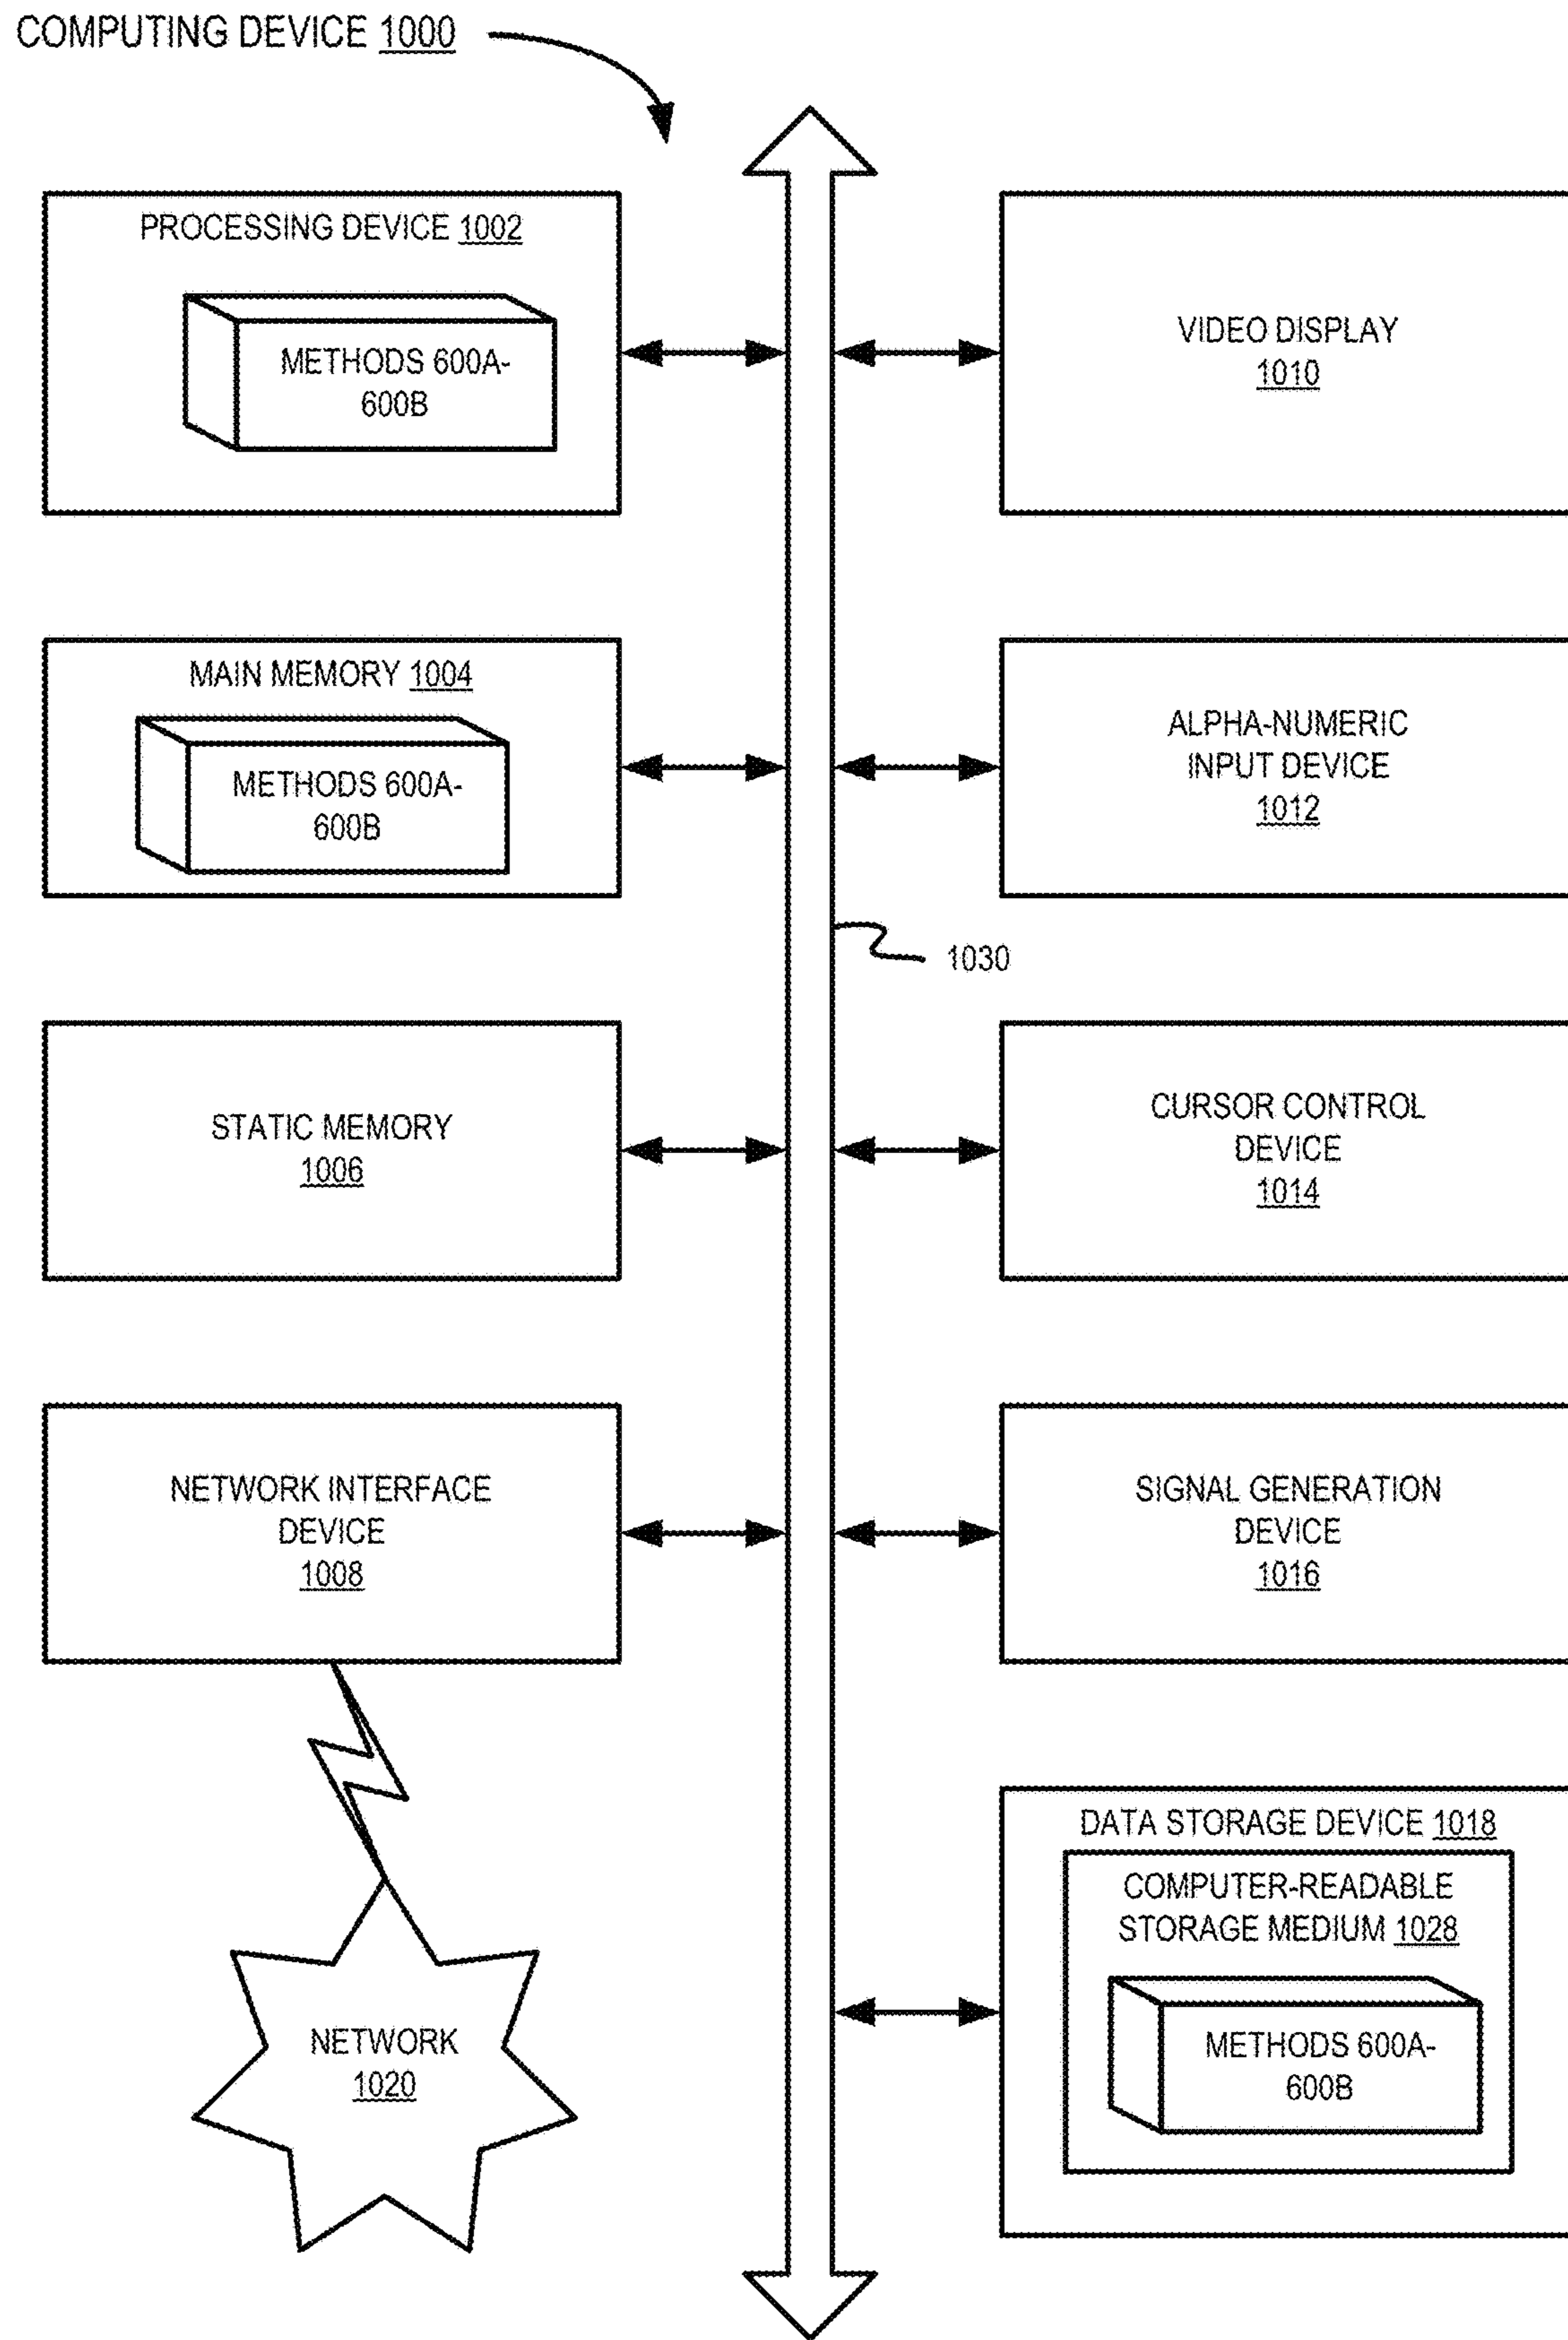 COMPUTING DEVICE 1000
PROCESSING DEVICE 1002
METHODS 600A-
600B
VIDEO DISPLAY
1010
MAIN MEMORY 1004
METHODS 600A-
600B
ALPHA-NUMERIC
INPUT DEVICE
1012
1030
STATIC MEMORY
1006
CURSOR CONTROL
DEVICE
1014
NETWORK INTERFACE
DEVICE
1008
SIGNAL GENERATION
DEVICE
1016
DATA STORAGE DEVICE 1018
COMPUTER-READABLE
STORAGE MEDIUM 1028
METHODS 600A-
600B
NETWORK
1020